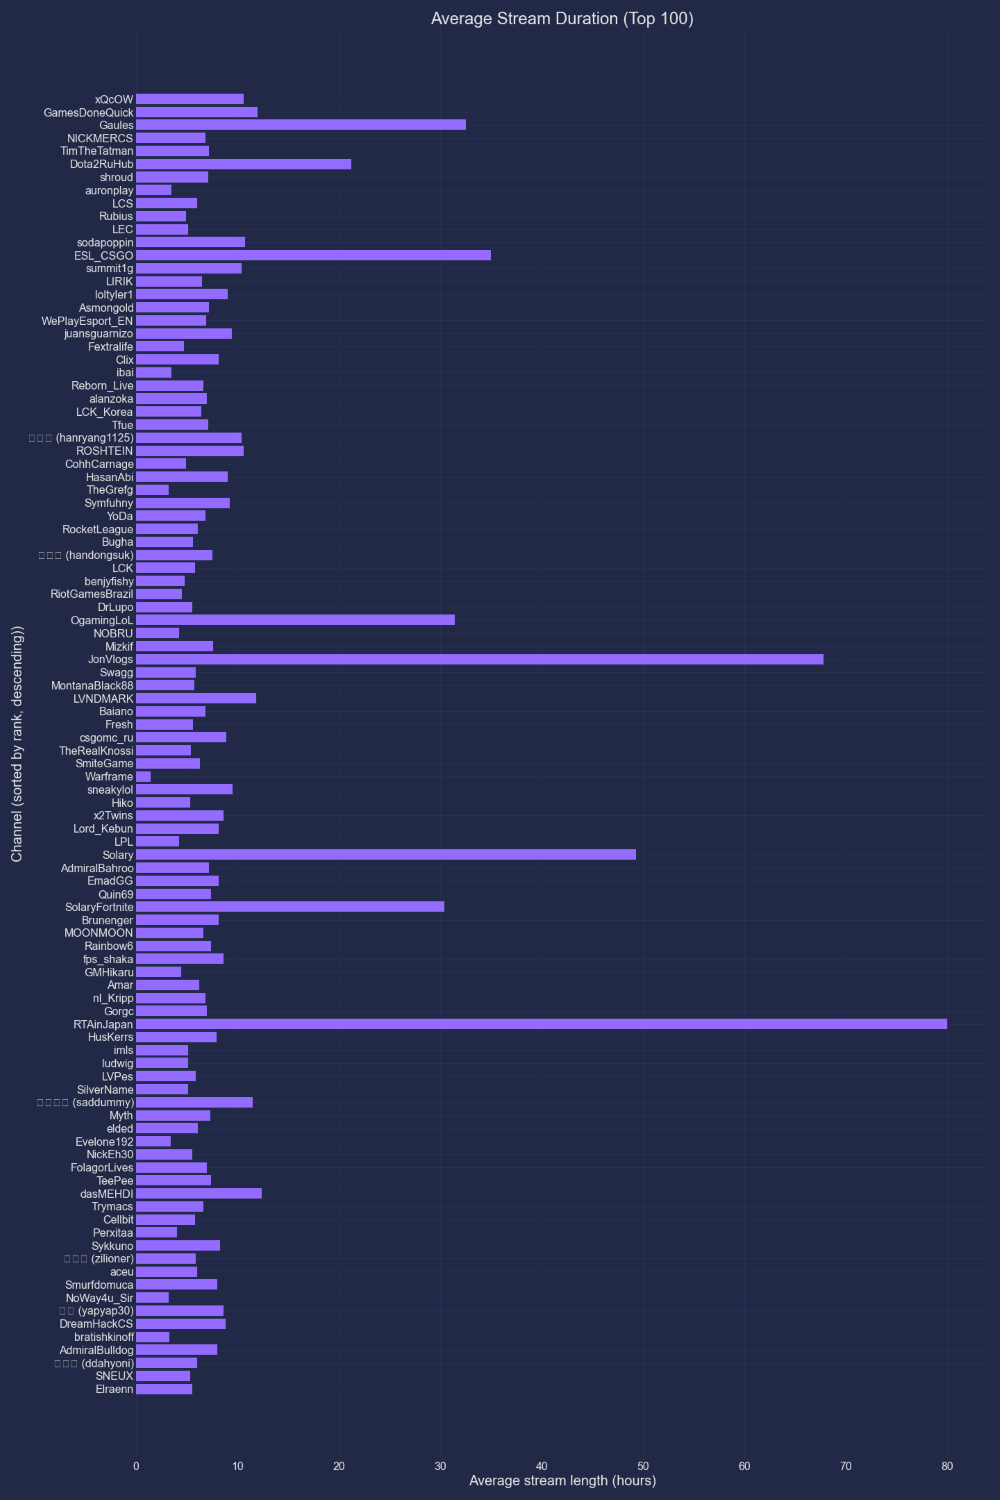 Average Stream Duration (Top 100)
xQcOW
GamesDoneQuick
Gaules
NICKMERCS
TimTheTatman
Dota2RuHub
shroud
auronplay
LCS
Rubius
LEC
sodapoppin
ESL_CSGO
summit1g
LIRIK
loltyler1
Asmongold
WePlayEsport_EN
juansguarnizo
Fextralife
Clix
ibai
Reborn_Live
alanzoka
LCK_Korea
Tfue
(hanryang1125)
ROSHTEIN
CohhCarnage
HasanAbi
TheGrefg
Symfuhny
YoDa
RocketLeague
Bugha
(handongsuk)
LCK
benjyfishy
RiotGamesBrazil
DrLupo
OgamingLoL
NOBRU
Mizkif
JonVlogs
Swagg
MontanaBlack88
LVNDMARK
Baiano
Fresh
csgomc_ru
TheRealKnossi
SmiteGame
Warframe
sneakylol
Hiko
x2Twins
Lord_Kebun
LPL
Solary
AdmiralBahroo
EmadGG
Quin69
SolaryFortnite
Brunenger
MOONMOON
Rainbow6
fps_shaka
GMHikaru
Amar
nl_Kripp
Gorgc
RTAinJapan
HusKerrs
imls
ludwig
LVPes
SilverName
(saddummy)
Myth
elded
Evelone192
NickEh30
FolagorLives
TeePee
dasMEHDI
Trymacs
Cellbit
Perxitaa
Sykkuno
(zilioner)
aceu
Smurfdomuca
NoWay4u_Sir
(yapyap30)
DreamHackCS
bratishkinoff
AdmiralBulldog
(ddahyoni)
SNEUX
Elraenn
Channel (sorted by rank, descending))
0 10 20 30 40 50 60 70 80
Average stream length (hours)